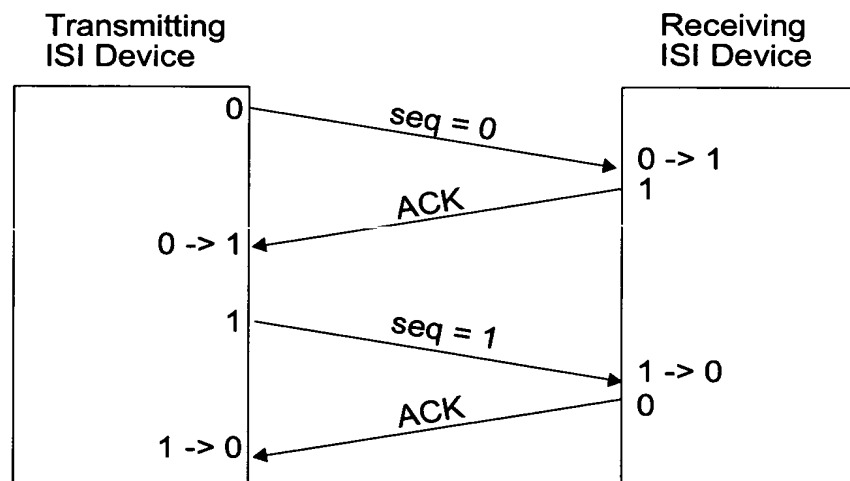 Transmitting
ISI Device
Receiving
ISI Device
0
seq = 0
0 -> 1
1
ACK
0 -> 1
1
seq = 1
1 -> 0
0
ACK
1 -> 0